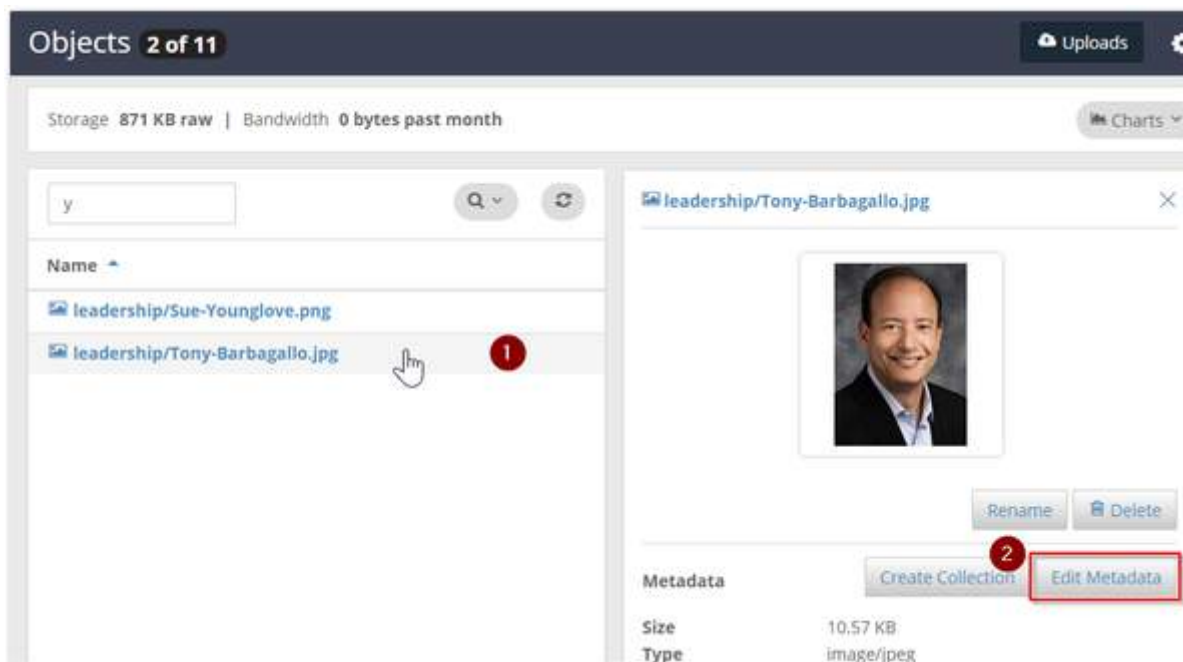 Objects 2 of 11
Uploads
Storage 871 KB raw | Bandwidth 0 bytes past month
Charts
y
leadership/Tony-Barbagallo.jpg
Name
leadership/Sue-Younglove.png
leadership/Tony-Barbagallo.jpg
1
Rename
Delete
2
Metadata
Create Collection
Edit Metadata
Size 10.57 KB
Type image/jpeg